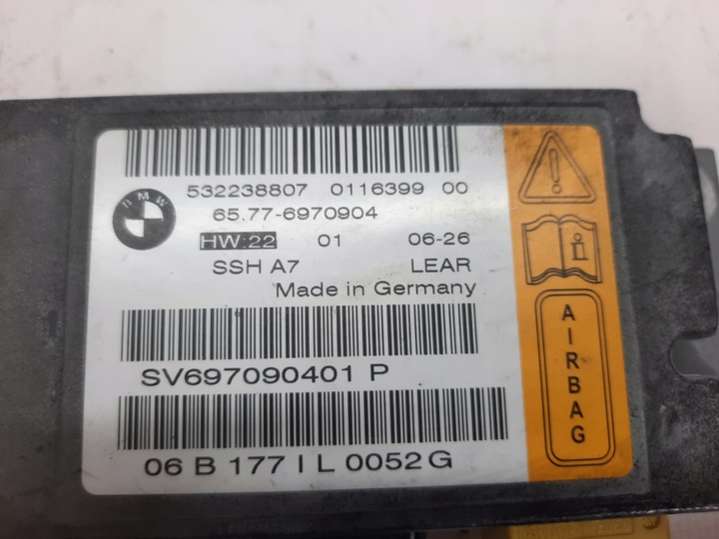 532238807 0116399 00
BMW
65.77-6970904
HW:22 01 06-26
SSH A7 LEAR
Made in Germany
SV697090401 P
06 B 177 I L 0052 G
AIRBAG